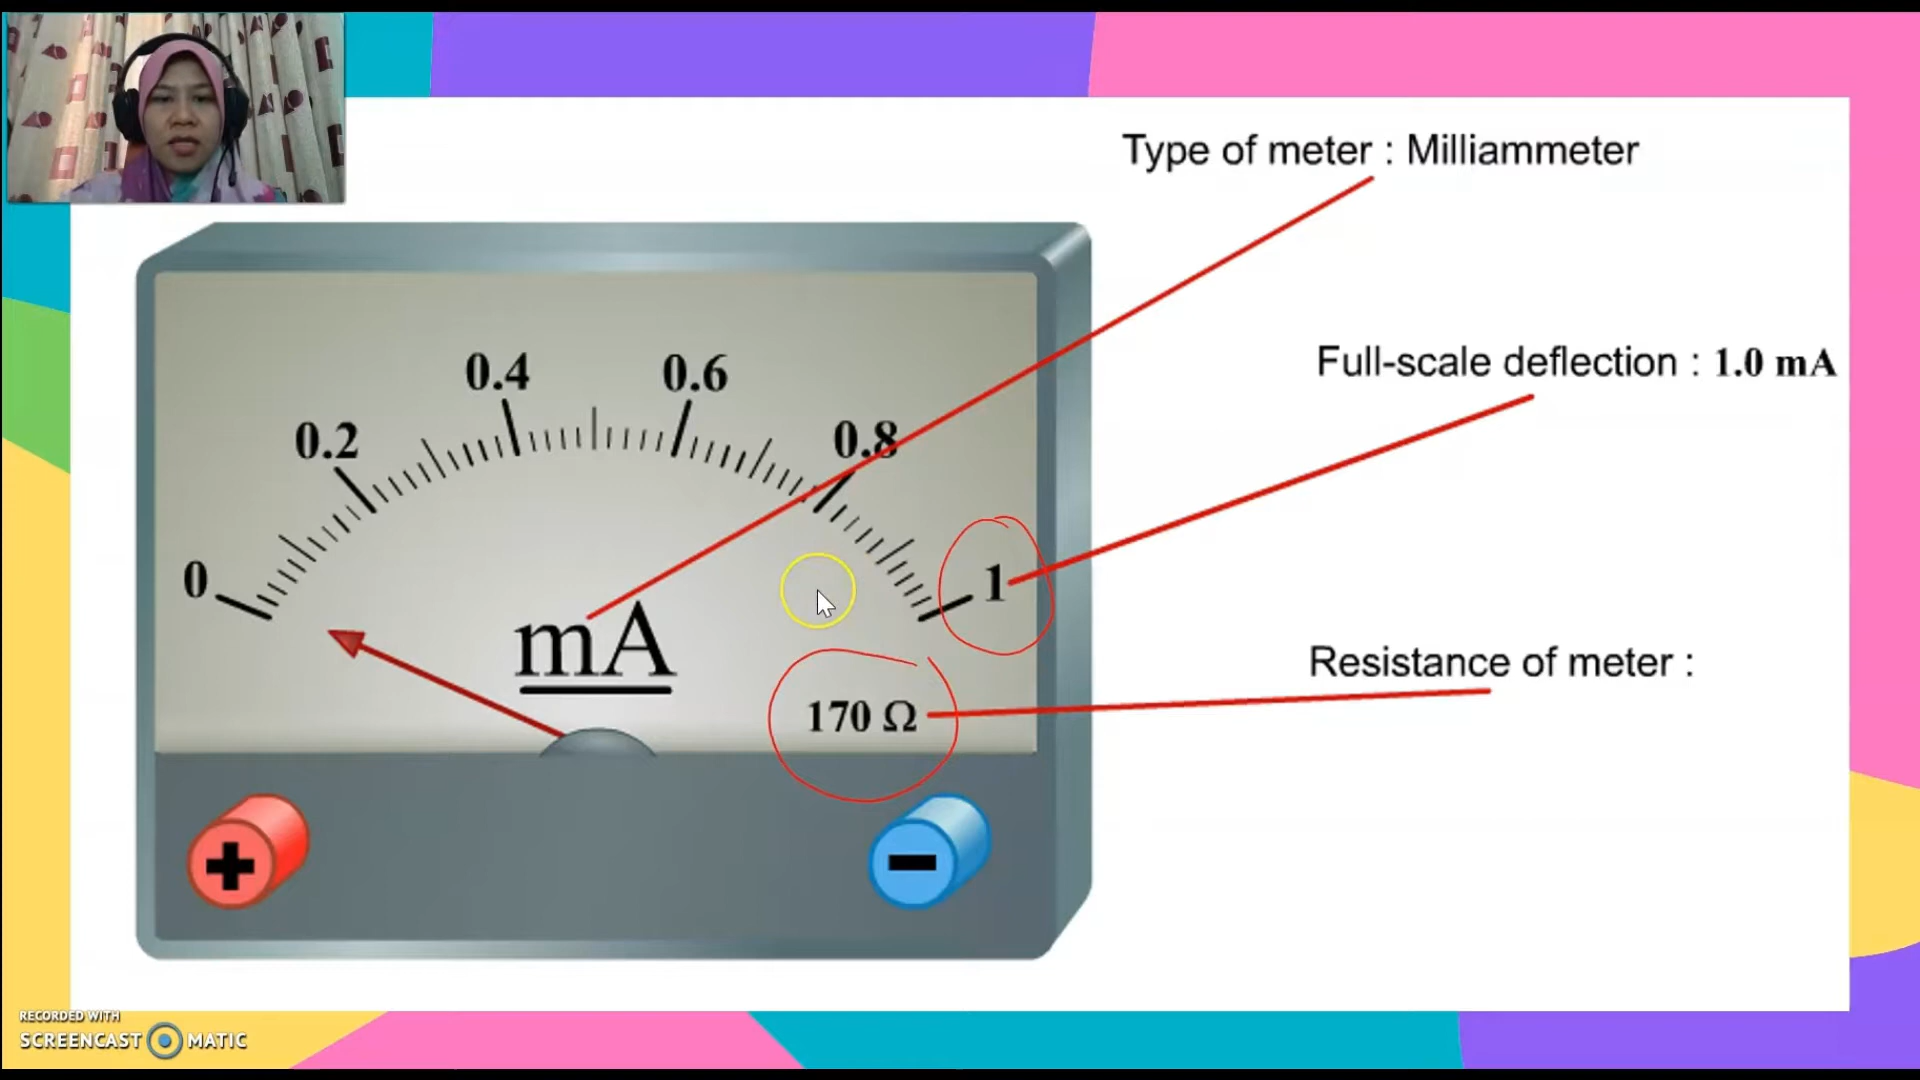 Type of meter : Milliammeter
Full-scale deflection : 1.0 mA
0.4 0.6
0.2 0.8
0 1
mA
Resistance of meter :
170 Ω
+ -
RECORDED WITH
SCREENCAST MATIC